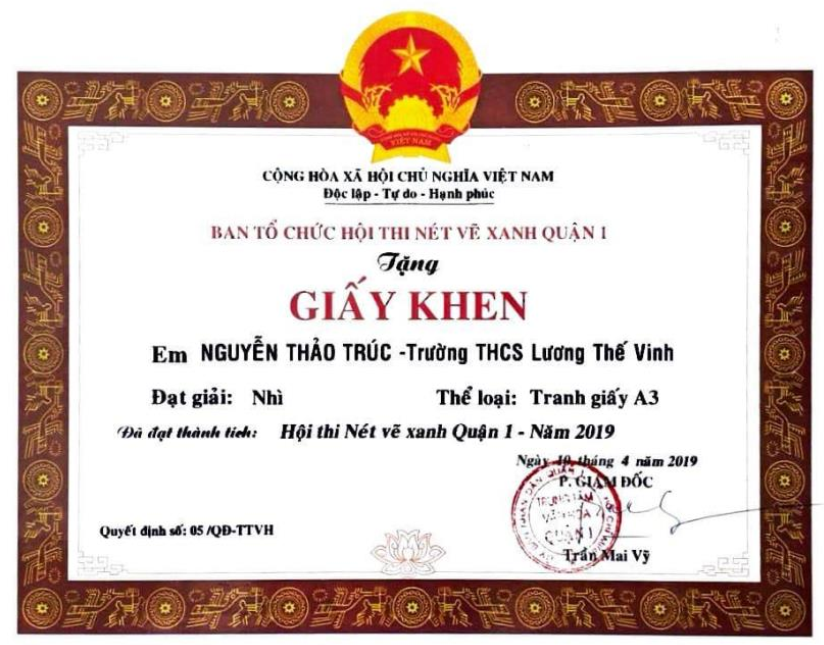 VIỆT NAM
CỘNG HÒA XÃ HỘI CHỦ NGHĨA VIỆT NAM
Độc lập - Tự do - Hạnh phúc
BAN TỔ CHỨC HỘI THI NÉT VẼ XANH QUẬN 1
Tặng
GIẤY KHEN
Em NGUYỄN THẢO TRÚC -Trường THCS Lương Thế Vinh
Đạt giải: Nhì Thể loại: Tranh giấy A3
Đã đạt thành tích: Hội thi Nét vẽ xanh Quận 1 - Năm 2019
Ngày 10 tháng 4 năm 2019
P. GIÁM ĐỐC
TRUNG TÂM
VĂN HÓA
QUẬN 1
Quyết định số: 05 /QĐ-TTVH
Trần Mai Vỹ